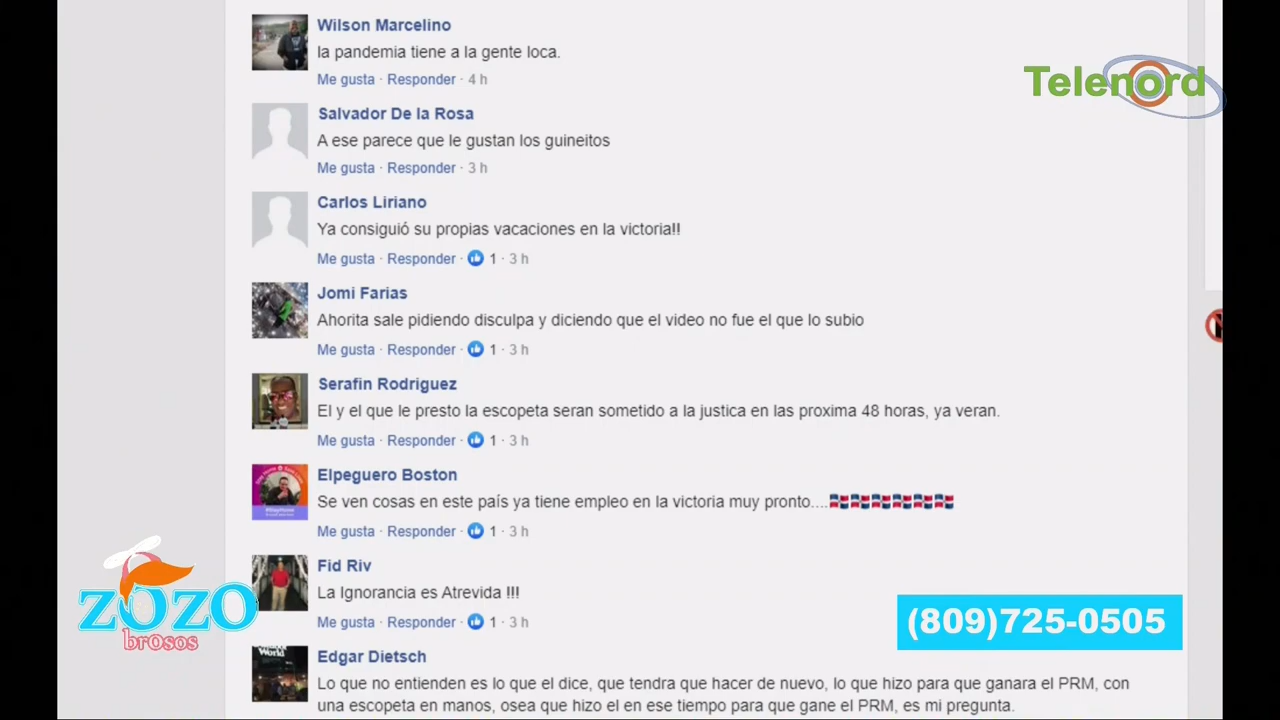 Wilson Marcelino
la pandemia tiene a la gente loca.
Me gusta · Responder · 4 h
Telenord
Salvador De la Rosa
A ese parece que le gustan los guineitos
Me gusta · Responder · 3 h
Carlos Liriano
Ya consiguió su propias vacaciones en la victoria!!
Me gusta · Responder · 1 · 3 h
Jomi Farias
Ahorita sale pidiendo disculpa y diciendo que el video no fue el que lo subio
Me gusta · Responder · 1 · 3 h
Serafin Rodriguez
El y el que le presto la escopeta seran sometido a la justica en las proxima 48 horas, ya veran.
Me gusta · Responder · 1 · 3 h
Elpeguero Boston
Se ven cosas en este país ya tiene empleo en la victoria muy pronto....🇩🇴🇩🇴🇩🇴🇩🇴🇩🇴🇩🇴
Me gusta · Responder · 1 · 3 h
Fid Riv
La Ignorancia es Atrevida !!!
Me gusta · Responder · 1 · 3 h
zozo
brosos
(809)725-0505
Edgar Dietsch
Lo que no entienden es lo que el dice, que tendra que hacer de nuevo, lo que hizo para que ganara el PRM, con
una escopeta en manos, osea que hizo el en ese tiempo para que gane el PRM, es mi pregunta.